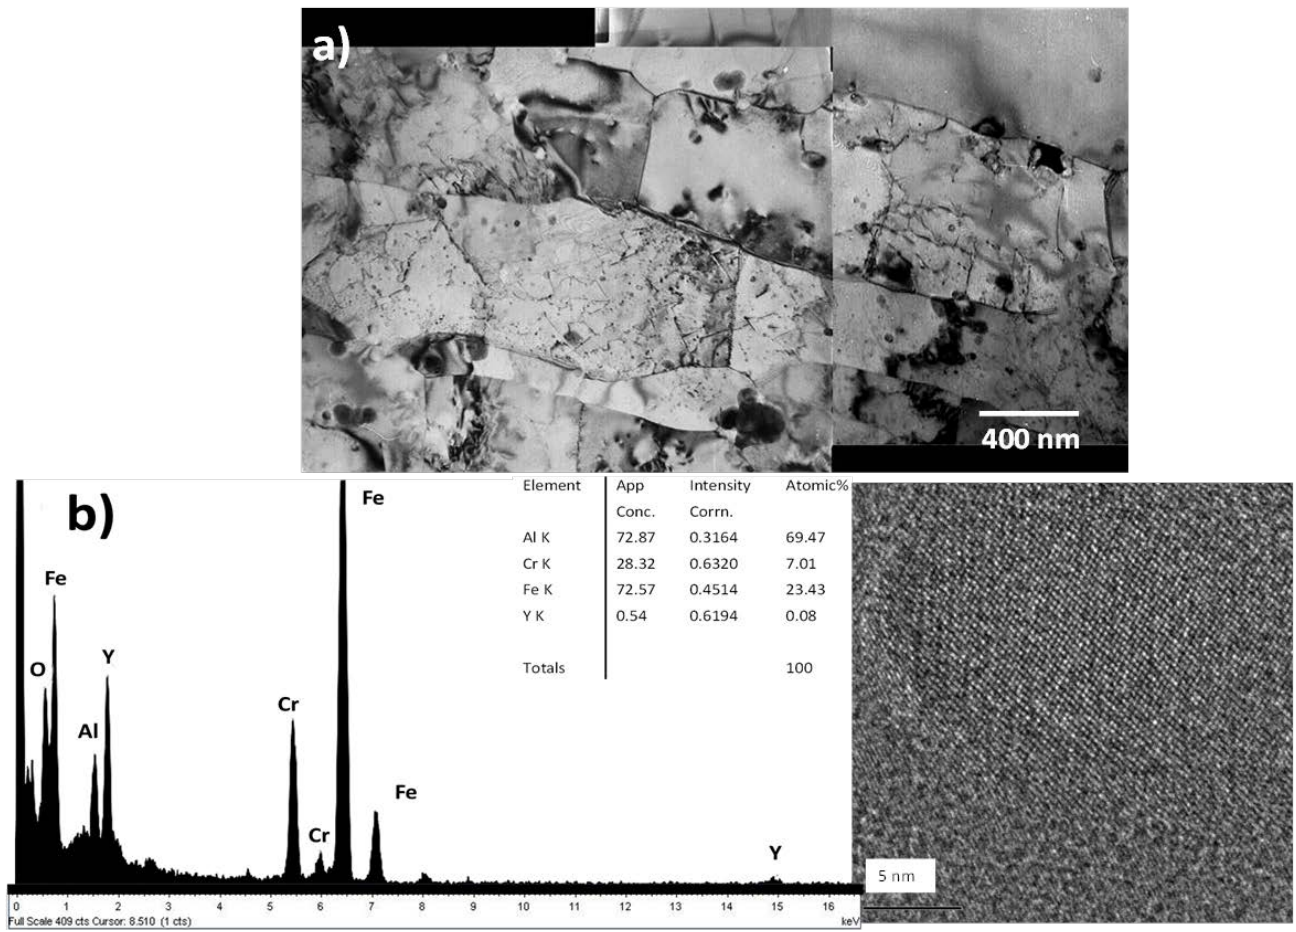 a)
400 nm
b)
Fe
Fe
O
Y
Al
Cr
Cr
Fe
Y
Element App Intensity Atomic%
Conc. Corrn.
Al K 72.87 0.3164 69.47
Cr K 28.32 0.6320 7.01
Fe K 72.57 0.4514 23.43
Y K 0.54 0.6194 0.08
Totals 100
5 nm
0 1 2 3 4 5 6 7 8 9 10 11 12 13 14 15 16
Full Scale 409 cts Cursor: 8.510 (1 cts) keV